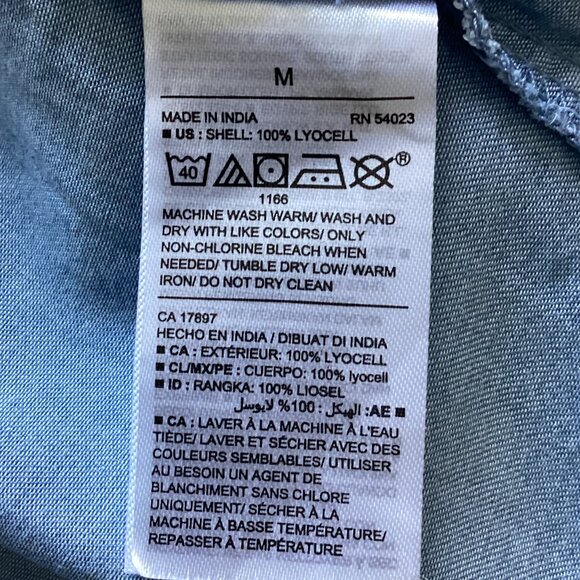 M
MADE IN INDIA RN 54023
■ US : SHELL: 100% LYOCELL
40 ®
1166
MACHINE WASH WARM/ WASH AND
DRY WITH LIKE COLORS/ ONLY
NON-CHLORINE BLEACH WHEN
NEEDED/ TUMBLE DRY LOW/ WARM
IRON/ DO NOT DRY CLEAN
CA 17897
HECHO EN INDIA / DIBUAT DI INDIA
■ CA : EXTÉRIEUR: 100% LYOCELL
■ CL/MX/PE : CUERPO: 100% lyocell
■ ID : RANGKA: 100% LIOSEL
■ AE: الهيكل : 100% لايوسل
■ CA : LAVER À LA MACHINE À L'EAU
TIÈDE/ LAVER ET SÉCHER AVEC DES
COULEURS SEMBLABLES/ UTILISER
AU BESOIN UN AGENT DE
BLANCHIMENT SANS CHLORE
UNIQUEMENT/ SÉCHER À LA
MACHINE À BASSE TEMPÉRATURE/
REPASSER À TEMPÉRATURE